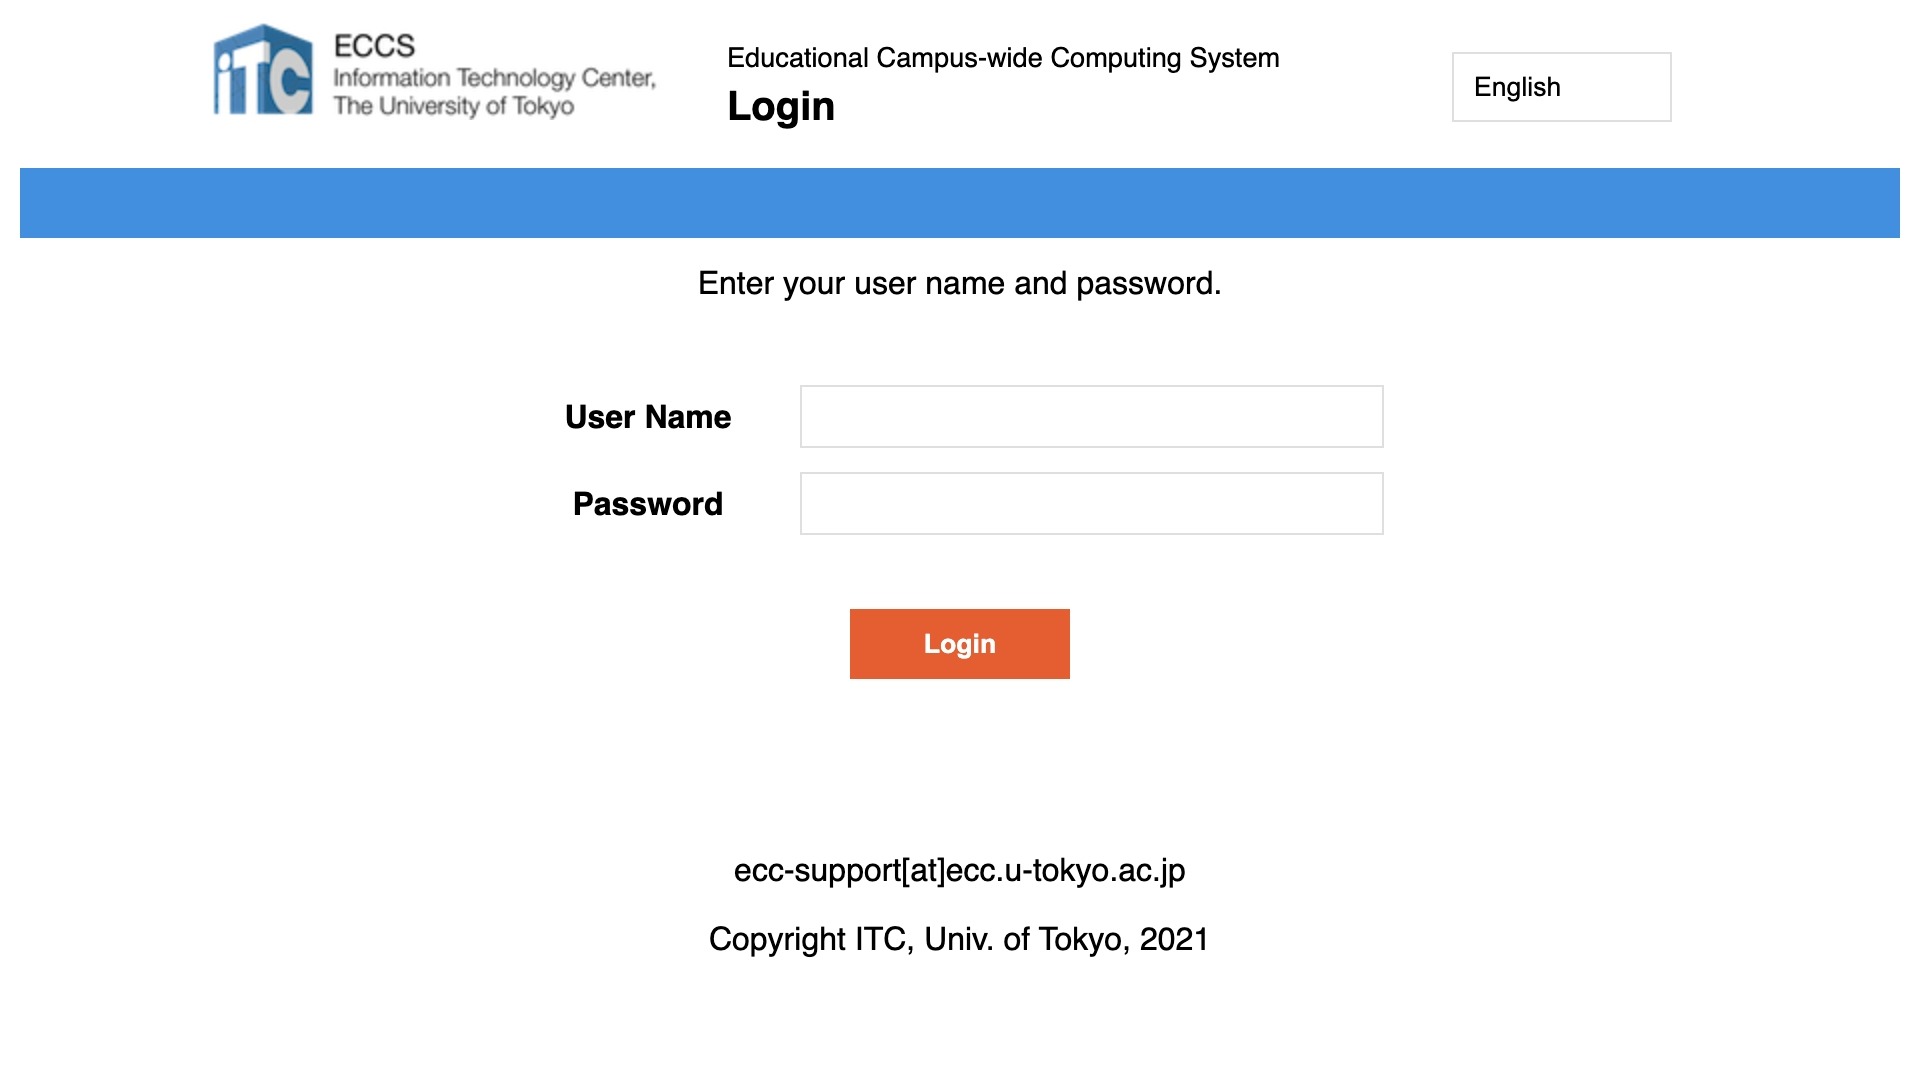 iTC
ECCS
Information Technology Center,
The University of Tokyo
Educational Campus-wide Computing System
Login
English
Enter your user name and password.
User Name
Password
Login
ecc-support[at]ecc.u-tokyo.ac.jp
Copyright ITC, Univ. of Tokyo, 2021